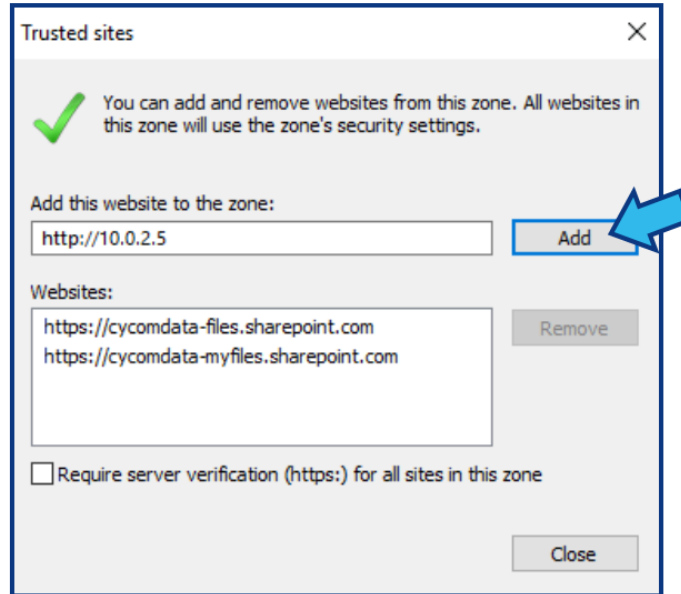 Trusted sites
You can add and remove websites from this zone. All websites in
this zone will use the zone's security settings.
Add this website to the zone:
http://10.0.2.5
Add
Websites:
https://cycomdata-files.sharepoint.com
https://cycomdata-myfiles.sharepoint.com
Remove
Require server verification (https:) for all sites in this zone
Close